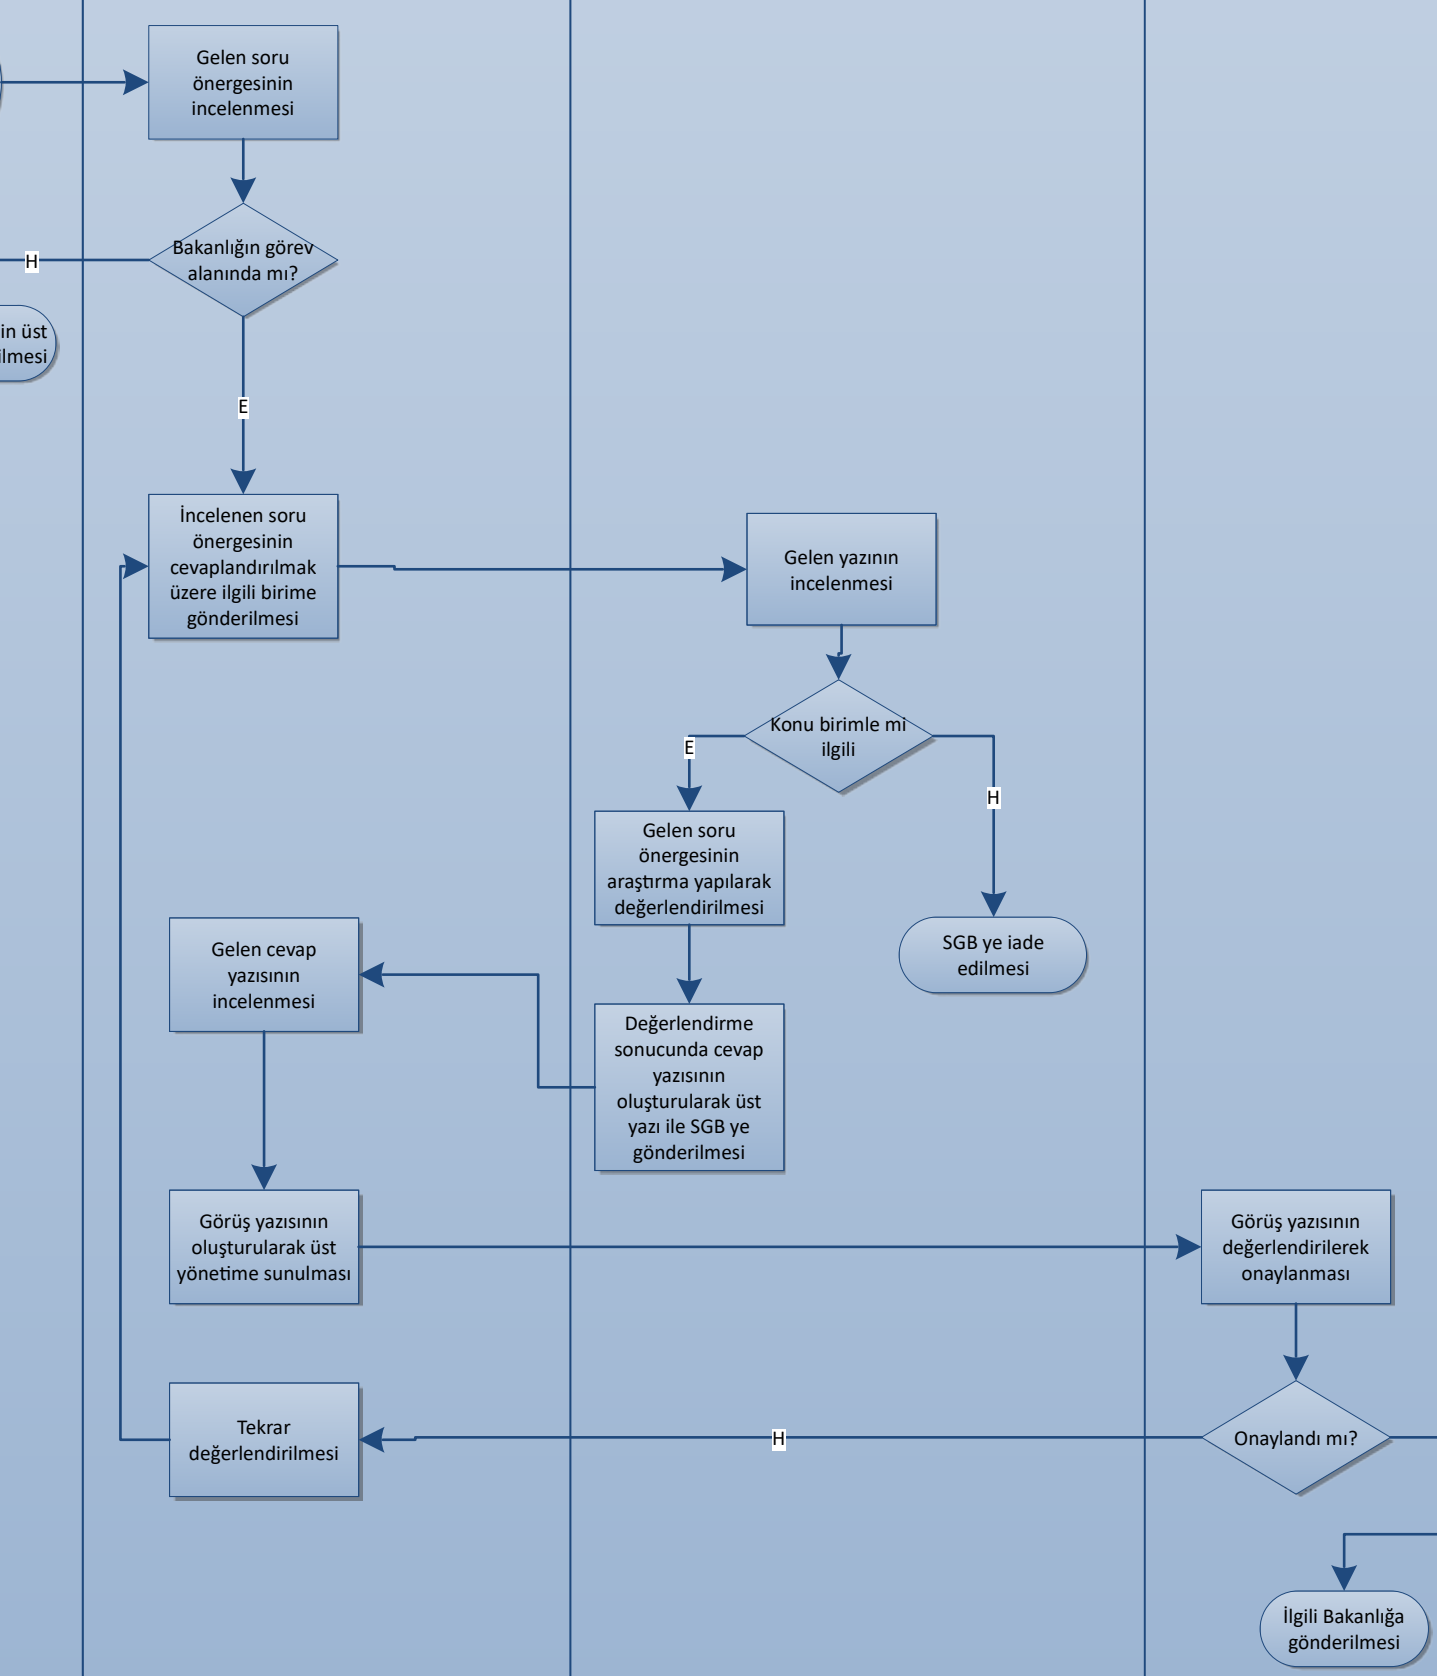 Gelen soru
önergesinin
incelenmesi
Bakanlığın görev
alanında mı?
H
in üst
ilmesi
E
İncelenen soru
önergesinin
cevaplandırılmak
üzere ilgili birime
gönderilmesi
Gelen yazının
incelenmesi
Konu birimle mi
ilgili
E
H
Gelen soru
önergesinin
araştırma yapılarak
değerlendirilmesi
SGB ye iade
edilmesi
Gelen cevap
yazısının
incelenmesi
Değerlendirme
sonucunda cevap
yazısının
oluşturularak üst
yazı ile SGB ye
gönderilmesi
Görüş yazısının
oluşturularak üst
yönetime sunulması
Görüş yazısının
değerlendirilerek
onaylanması
Tekrar
değerlendirilmesi
H
Onaylandı mı?
İlgili Bakanlığa
gönderilmesi